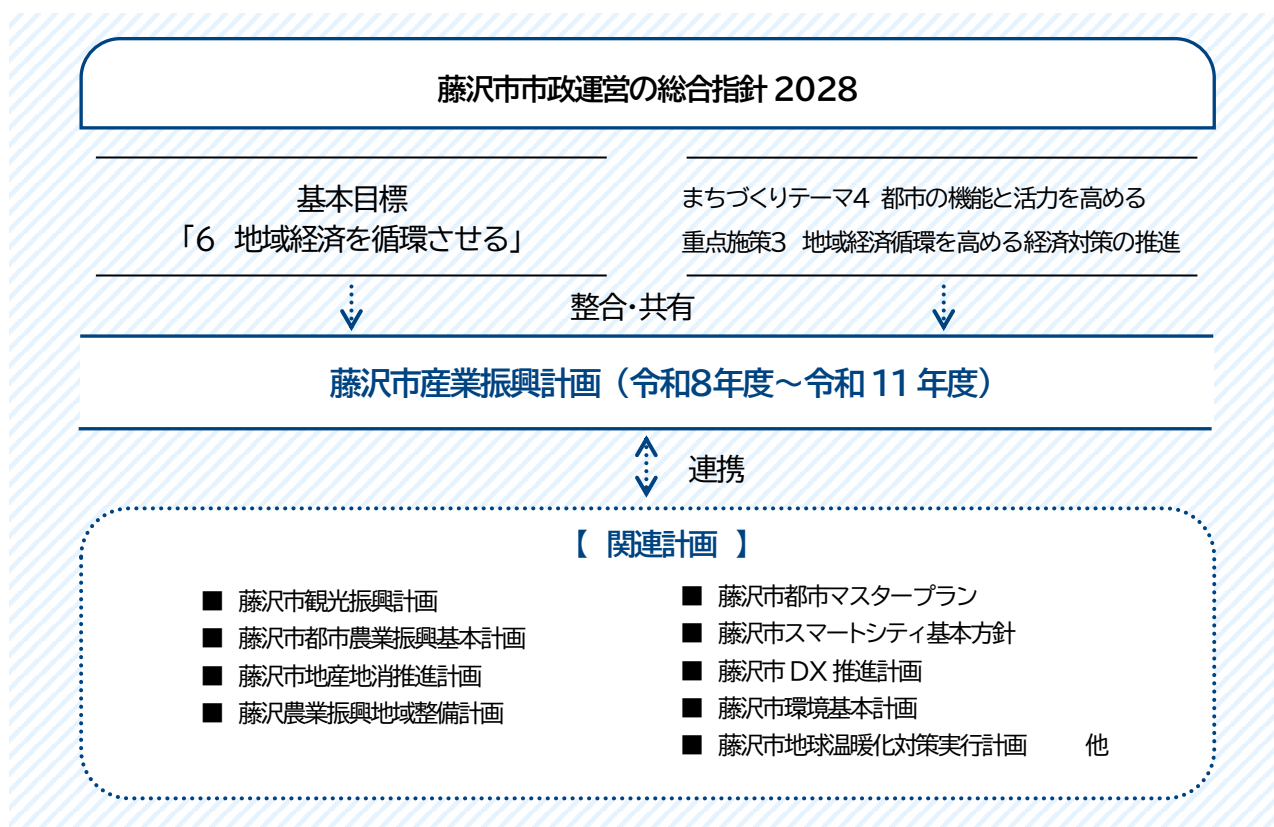 藤沢市市政運営の総合指針 2028
基本目標
「6　地域経済を循環させる」
まちづくりテーマ4　都市の機能と活力を高める
重点施策3　地域経済循環を高める経済対策の推進
整合・共有
藤沢市産業振興計画（令和8年度～令和 11 年度）
連携
【　関連計画　】
■　藤沢市観光振興計画
■　藤沢市都市農業振興基本計画
■　藤沢市地産地消推進計画
■　藤沢農業振興地域整備計画
■　藤沢市都市マスタープラン
■　藤沢市スマートシティ基本方針
■　藤沢市 DX 推進計画
■　藤沢市環境基本計画
■　藤沢市地球温暖化対策実行計画　　他